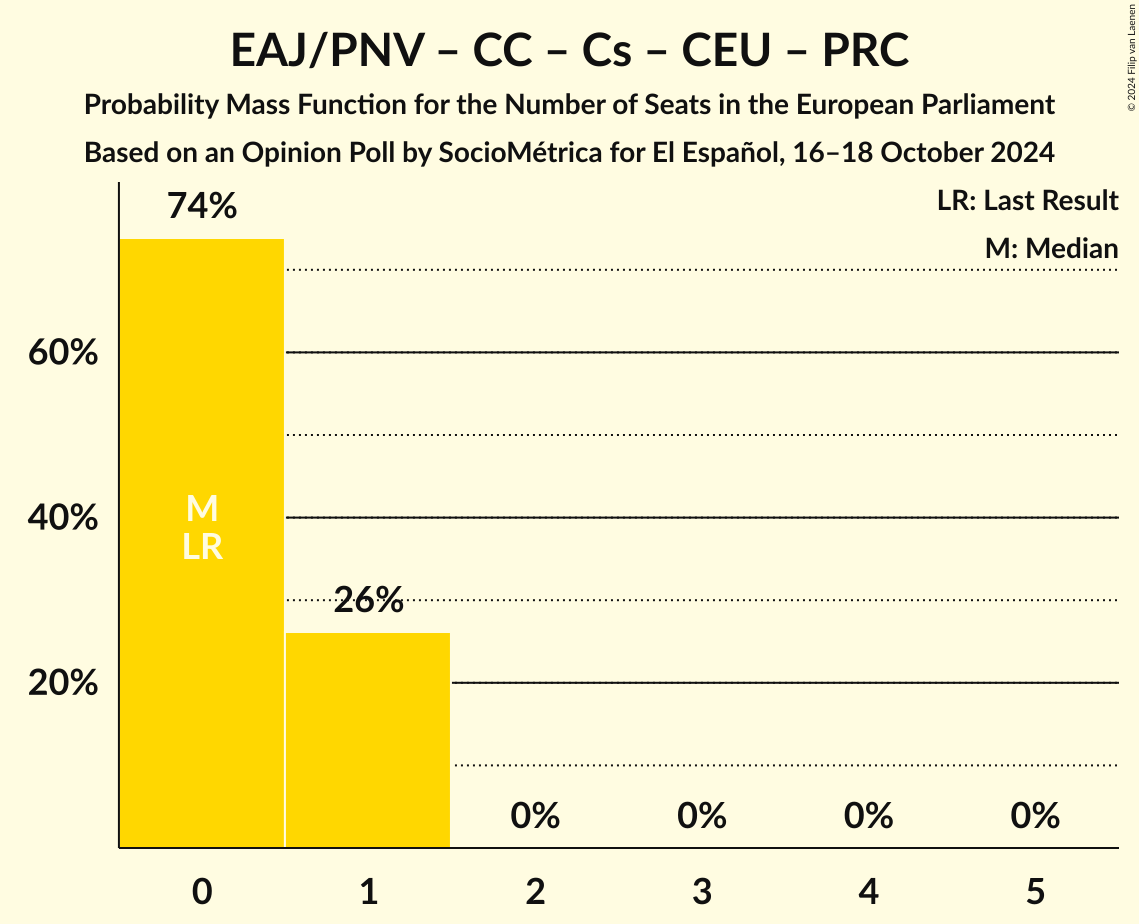 EAJ/PNV – CC – Cs – CEU – PRC
Probability Mass Function for the Number of Seats in the European Parliament
Based on an Opinion Poll by SocioMétrica for El Español, 16–18 October 2024
© 2024 Filip van Laenen
LR: Last Result
M: Median
74%
60%
40%
20%
M
LR
26%
0%
0%
0%
0%
0
1
2
3
4
5